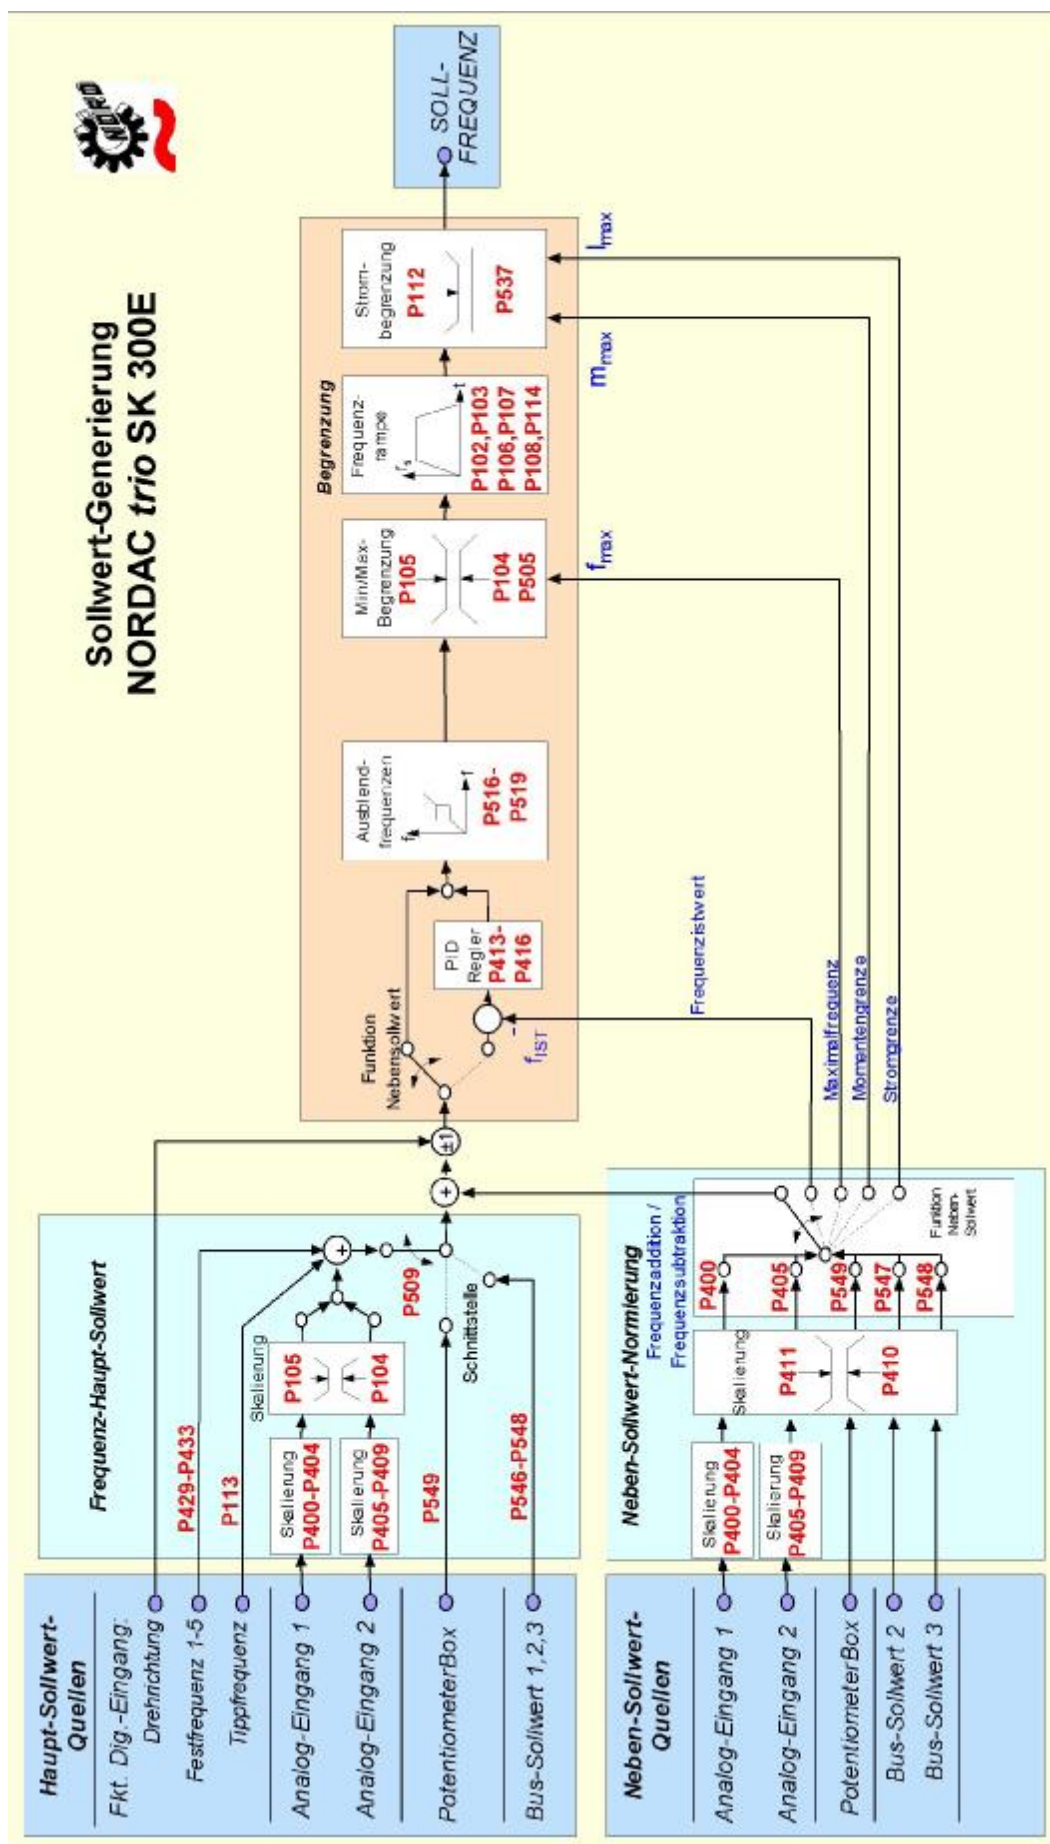 Sollwert-Generierung
NORDAC trio SK 300E
NORD
Haupt-Sollwert-
Quellen
Fkt. Dig.-Eingang:
Drehrichtung
Festfrequenz 1-5
Tippfrequenz
Analog-Eingang 1
Analog-Eingang 2
PotentiometerBox
Bus-Sollwert 1,2,3
Frequenz-Haupt-Sollwert
P429-P433
P113
Skalierung
P400-P404
Skalierung
P405-P409
Skalierung
P105
P104
P549
P546-P548
P509
Schnittstelle
+
+
±1
Funktion
Nebensollwert
-
fIST
PID
Regler
P413-
P416
Ausblend-
frequenzen
f
f
P516-
P519
Begrenzung
Min/Max-
Begrenzung
P105
P104
P505
Frequenz-
rampe
t
P102,P103
P106,P107
P108,P114
Strom-
begrenzung
P112
P537
SOLL-
FREQUENZ
fmax
mmax
Imax
Frequenzistwert
Maximalfrequenz
Momentengrenze
Stromgrenze
Neben-Sollwert-
Quellen
Analog-Eingang 1
Analog-Eingang 2
PotentiometerBox
Bus-Sollwert 2
Bus-Sollwert 3
Neben-Sollwert-Normierung
Frequenzaddition /
Frequenzsubtraktion
Skalierung
P400-P404
Skalierung
P405-P409
Skalierung
P411
P410
P400
P405
P549
P547
P548
Funktion
Neben-
Sollwert